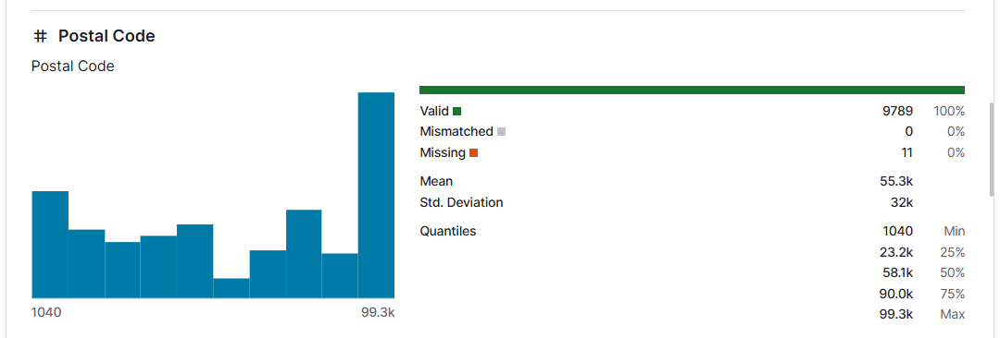 Postal Code
Postal Code
1040 99.3k
Valid 9789 100%
Mismatched 0 0%
Missing 11 0%
Mean 55.3k
Std. Deviation 32k
Quantiles 1040 Min
23.2k 25%
58.1k 50%
90.0k 75%
99.3k Max